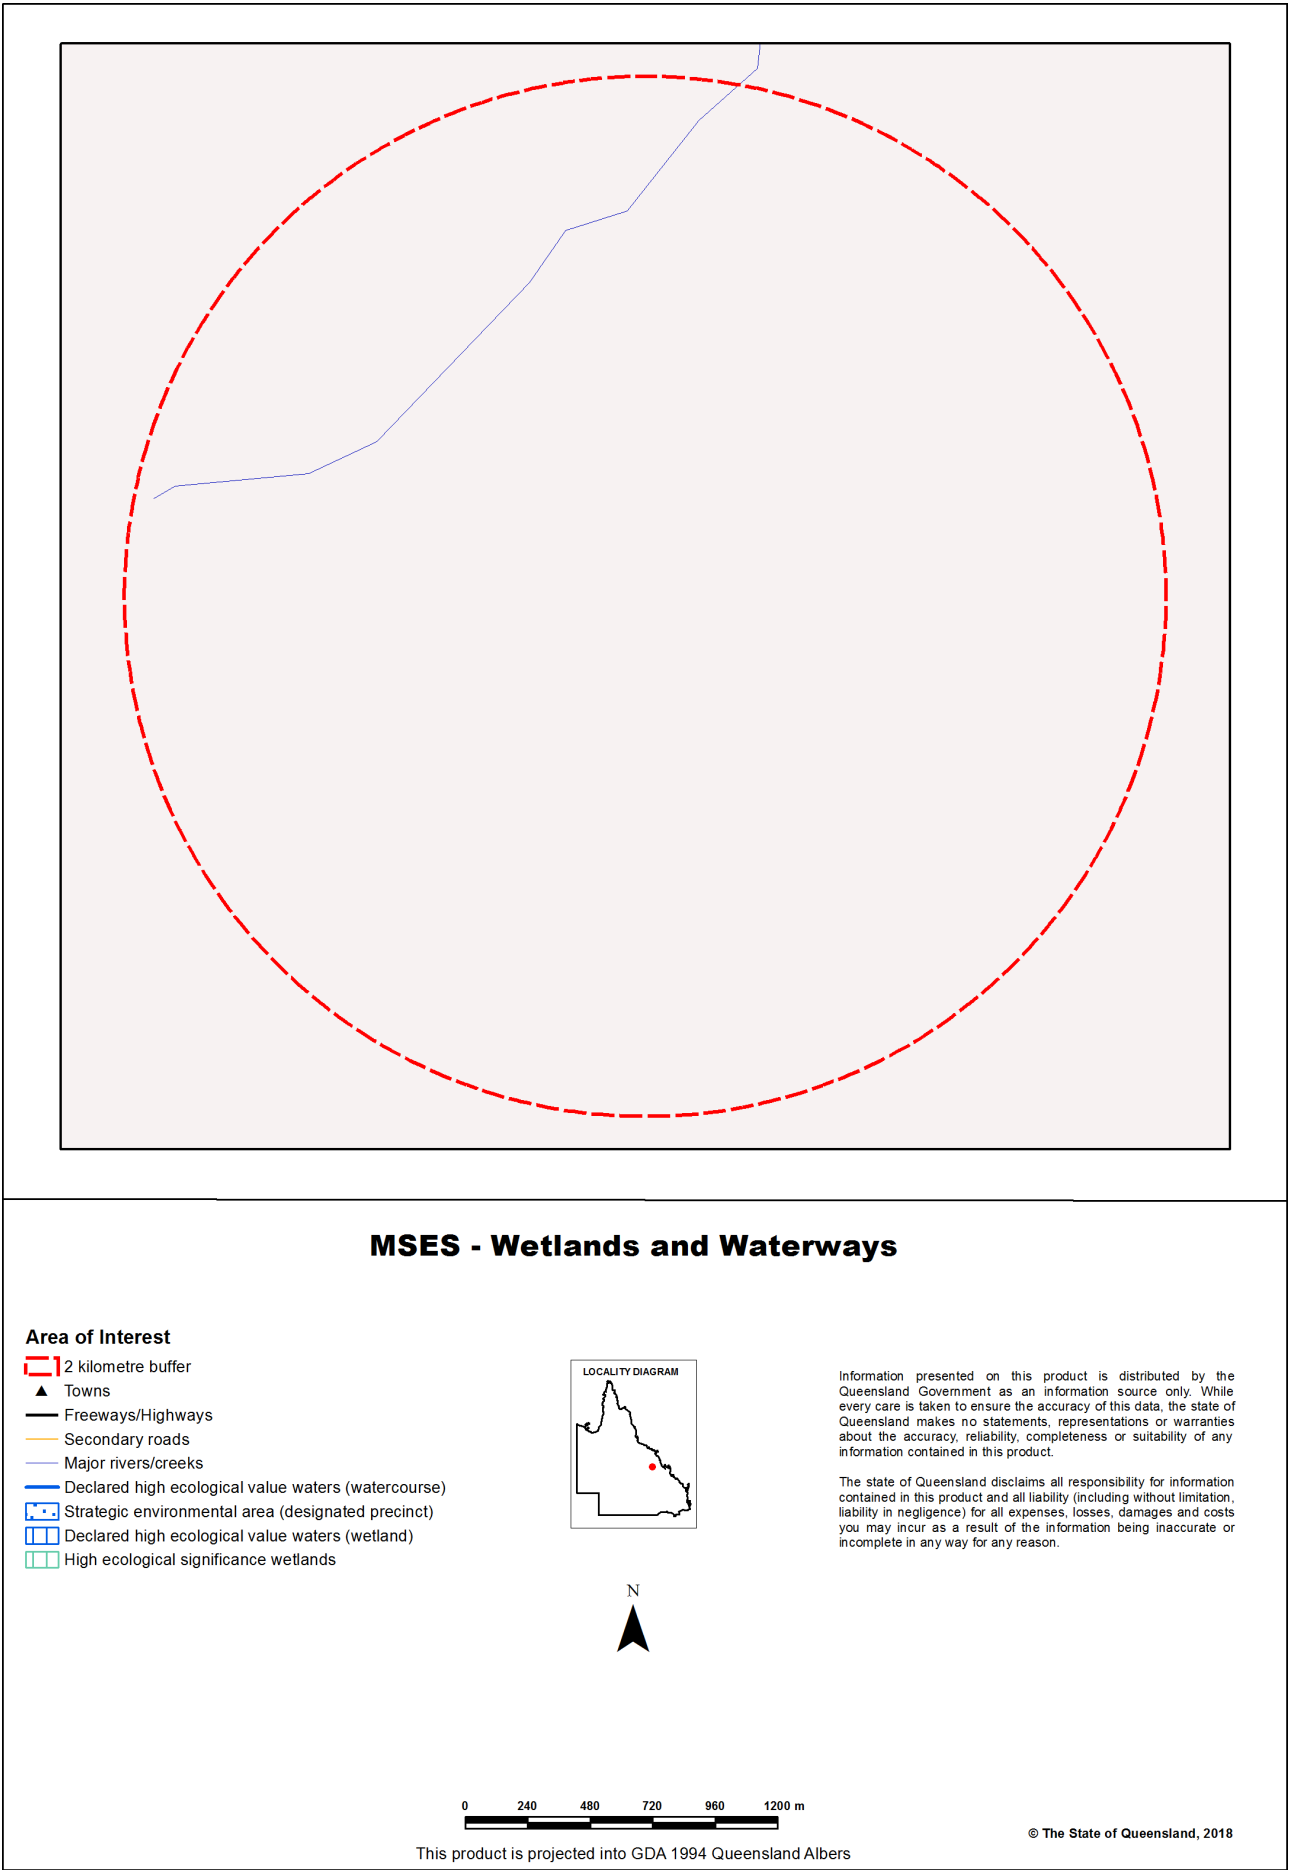 MSES - Wetlands and Waterways
Area of Interest
2 kilometre buffer
Towns
Freeways/Highways
Secondary roads
Major rivers/creeks
Declared high ecological value waters (watercourse)
Strategic environmental area (designated precinct)
Declared high ecological value waters (wetland)
High ecological significance wetlands
LOCALITY DIAGRAM
N
Information presented on this product is distributed by the
Queensland Government as an information source only. While
every care is taken to ensure the accuracy of this data, the state of
Queensland makes no statements, representations or warranties
about the accuracy, reliability, completeness or suitability of any
information contained in this product.
The state of Queensland disclaims all responsibility for information
contained in this product and all liability (including without limitation,
liability in negligence) for all expenses, losses, damages and costs
you may incur as a result of the information being inaccurate or
incomplete in any way for any reason.
0 240 480 720 960 1200 m
This product is projected into GDA 1994 Queensland Albers
© The State of Queensland, 2018